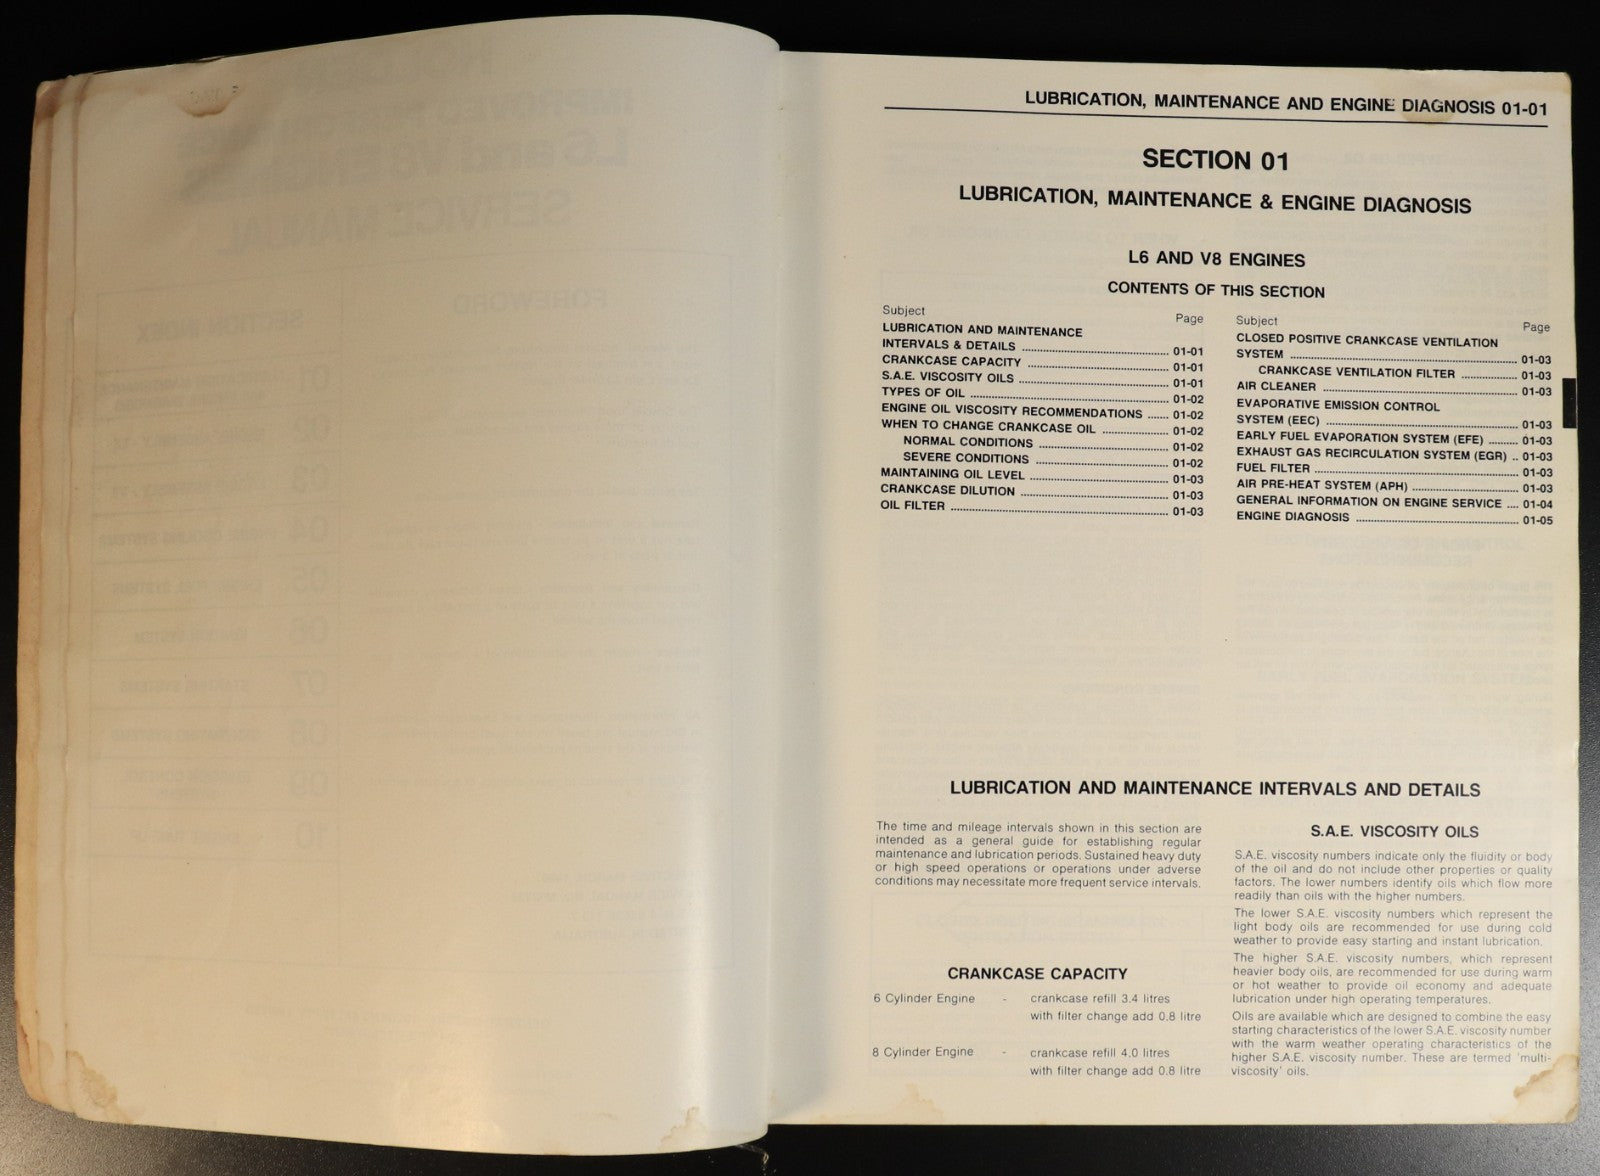 LUBRICATION, MAINTENANCE AND ENGINE DIAGNOSIS 01-01
SECTION 01
LUBRICATION, MAINTENANCE & ENGINE DIAGNOSIS
L6 AND V8 ENGINES
CONTENTS OF THIS SECTION
Subject Page
LUBRICATION AND MAINTENANCE
INTERVALS & DETAILS ........ 01-01
CRANKCASE CAPACITY ........ 01-01
S.A.E. VISCOSITY OILS ........ 01-01
TYPES OF OIL ........ 01-02
ENGINE OIL VISCOSITY RECOMMENDATIONS ...... 01-02
WHEN TO CHANGE CRANKCASE OIL ........ 01-02
NORMAL CONDITIONS ........ 01-02
SEVERE CONDITIONS ........ 01-02
MAINTAINING OIL LEVEL ........ 01-03
CRANKCASE DILUTION ........ 01-03
OIL FILTER ........ 01-03
Subject Page
CLOSED POSITIVE CRANKCASE VENTILATION
SYSTEM ........ 01-03
CRANKCASE VENTILATION FILTER ........ 01-03
AIR CLEANER ........ 01-03
EVAPORATIVE EMISSION CONTROL
SYSTEM (EEC) ........ 01-03
EARLY FUEL EVAPORATION SYSTEM (EFE) ........ 01-03
EXHAUST GAS RECIRCULATION SYSTEM (EGR) .. 01-03
FUEL FILTER ........ 01-03
AIR PRE-HEAT SYSTEM (APH) ........ 01-03
GENERAL INFORMATION ON ENGINE SERVICE .... 01-04
ENGINE DIAGNOSIS ........ 01-05
LUBRICATION AND MAINTENANCE INTERVALS AND DETAILS
The time and mileage intervals shown in this section are
intended as a general guide for establishing regular
maintenance and lubrication periods. Sustained heavy duty
or high speed operations or operations under adverse
conditions may necessitate more frequent service intervals.
CRANKCASE CAPACITY
6 Cylinder Engine - crankcase refill 3.4 litres
with filter change add 0.8 litre
8 Cylinder Engine - crankcase refill 4.0 litres
with filter change add 0.8 litre
S.A.E. VISCOSITY OILS
S.A.E. viscosity numbers indicate only the fluidity or body
of the oil and do not include other properties or quality
factors. The lower numbers identify oils which flow more
readily than oils with the higher numbers.
The lower S.A.E. viscosity numbers which represent the
light body oils are recommended for use during cold
weather to provide easy starting and instant lubrication.
The higher S.A.E. viscosity numbers, which represent
heavier body oils, are recommended for use during warm
or hot weather to provide oil economy and adequate
lubrication under high operating temperatures.
Oils are available which are designed to combine the easy
starting characteristics of the lower S.A.E. viscosity number
with the warm weather operating characteristics of the
higher S.A.E. viscosity number. These are termed 'multi-
viscosity' oils.